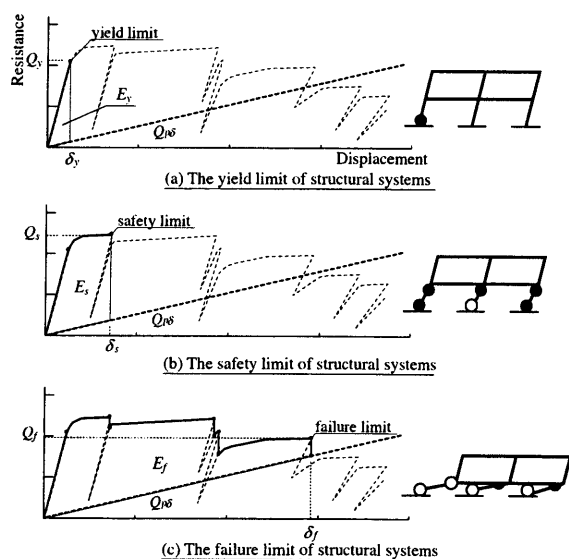 Resistance
yield limit
Qy
Ey
QPδ
δy
Displacement
(a) The yield limit of structural systems
safety limit
Qs
Es
QPδ
δs
(b) The safety limit of structural systems
failure limit
Qf
Ef
QPδ
δf
(c) The failure limit of structural systems